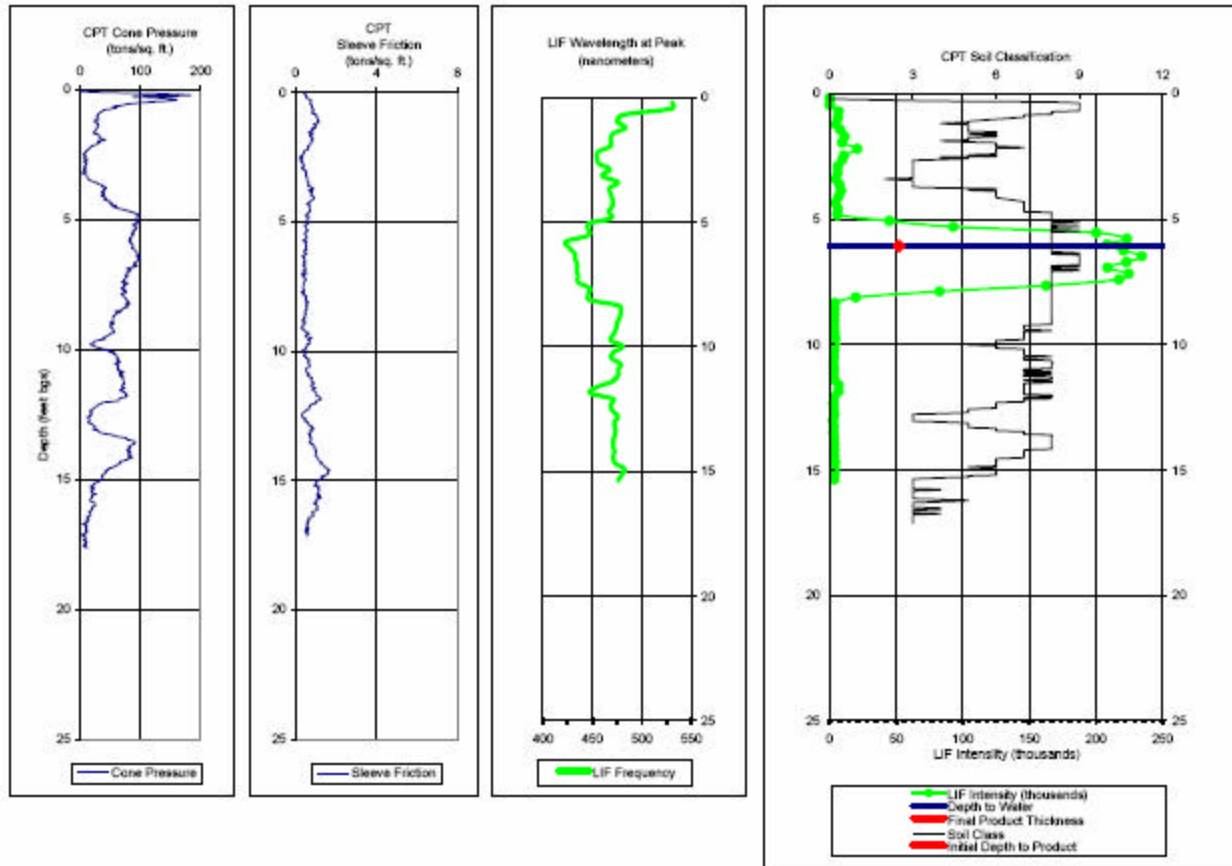 CPT Cone Pressure
(tons/sq. ft.)
0 100 200
0
5
10
15
20
25
Depth (feet bgs)
Cone Pressure
CPT
Sleeve Friction
(tons/sq. ft.)
0 4 8
0
5
10
15
20
25
Sleeve Friction
LIF Wavelength at Peak
(nanometers)
0
5
10
15
20
25
400 450 500 550
LIF Frequency
CPT Soil Classification
0 3 6 9 12
0 0
5 5
10 10
15 15
20 20
25 25
0 50 100 150 200 250
LIF Intensity (thousands)
LIF Intensity (thousands)
Depth to Water
Final Product Thickness
Soil Class
Initial Depth to Product